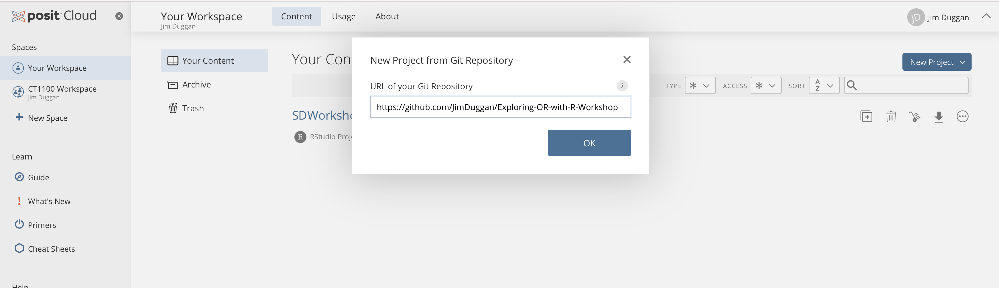 posit Cloud
Spaces
Your Workspace
CT1100 Workspace
Jim Duggan
New Space
Learn
Guide
What's New
Primers
Cheat Sheets
Help
Your Workspace
Jim Duggan
Content
Usage
About
JD
Jim Duggan
Your Content
Archive
Trash
Your Con
New Project
TYPE
ACCESS
SORT
A
Z
SDWorksho
R
RStudio Proj
New Project from Git Repository
URL of your Git Repository
i
https://github.com/JimDuggan/Exploring-OR-with-R-Workshop
OK